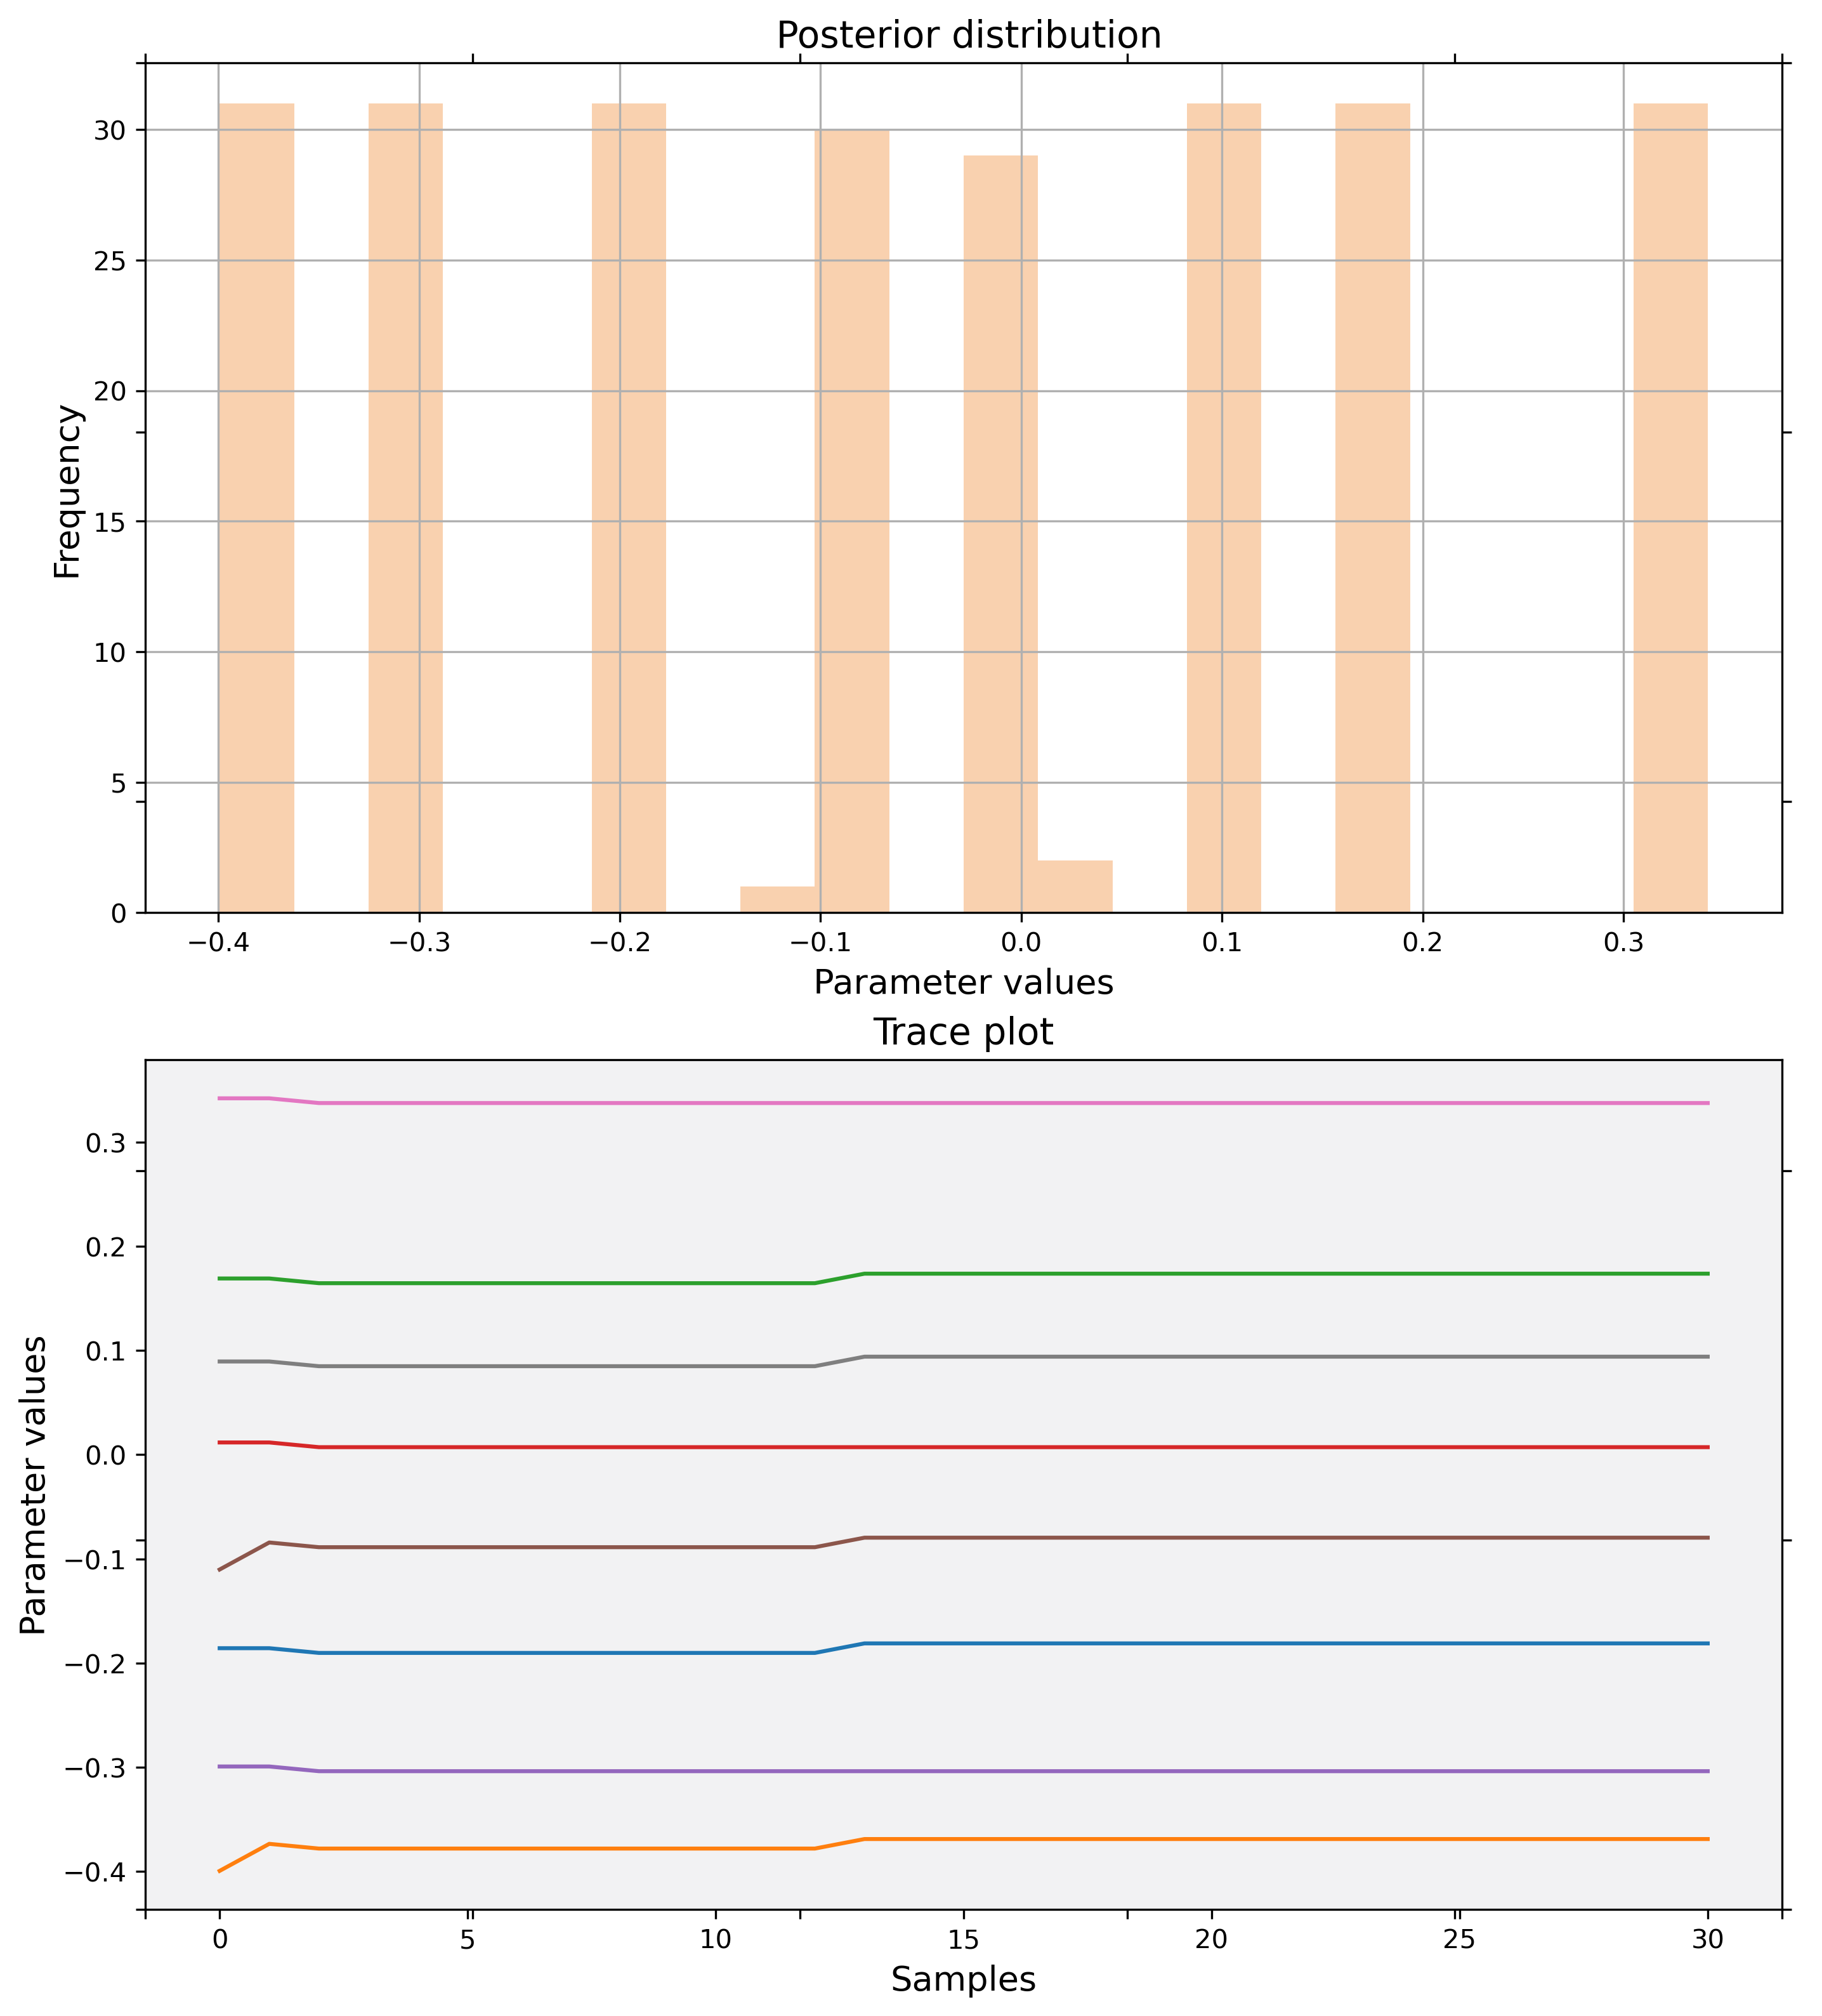 Posterior distribution
Frequency
30
25
20
15
10
5
0
−0.4 −0.3 −0.2 −0.1 0.0 0.1 0.2 0.3
Parameter values
Trace plot
Parameter values
0.3
0.2
0.1
0.0
−0.1
−0.2
−0.3
−0.4
0 5 10 15 20 25 30
Samples